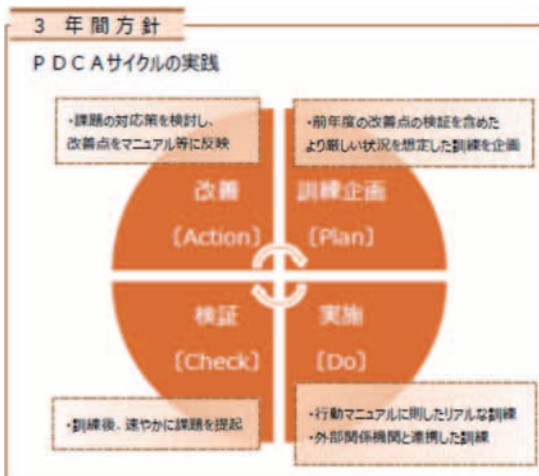 3年間方針
PDCAサイクルの実践
・課題の対応策を検討し、
改善点をマニュアル等に反映
・前年度の改善点の検証を含めた
より厳しい状況を想定した訓練を企画
改善
〔Action〕
訓練企画
〔Plan〕
検証
〔Check〕
実施
〔Do〕
・訓練後、速やかに課題を提起
・行動マニュアルに則したリアルな訓練
・外部関係機関と連携した訓練